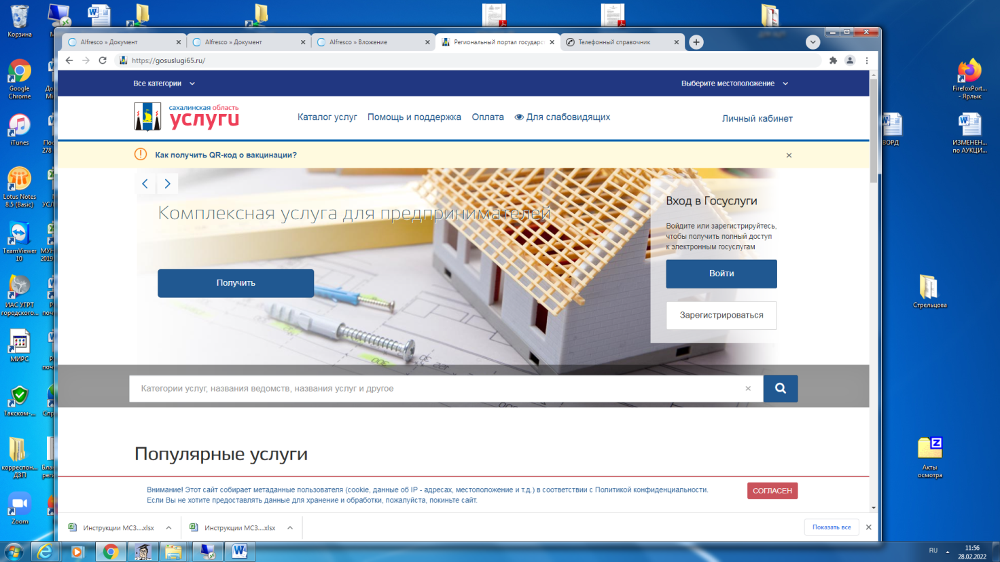 Корзина
Alfresco » Документ
Alfresco » Документ
Alfresco » Вложение
Региональный портал государст
Телефонный справочник
https://gosuslugi65.ru/
Все категории
Выберите местоположение
сахалинская область
услуги
Каталог услуг
Помощь и поддержка
Оплата
Для слабовидящих
Личный кабинет
Как получить QR-код о вакцинации?
Комплексная услуга для предпринимателей
Получить
Вход в Госуслуги
Войдите или зарегистрируйтесь,
чтобы получить полный доступ
к электронным госуслугам
Войти
Зарегистрироваться
Категории услуг, названия ведомств, названия услуг и другое
Популярные услуги
Внимание! Этот сайт собирает метаданные пользователя (cookie, данные об IP - адресах, местоположение и т.д.) в соответствии с Политикой конфиденциальности.
Если Вы не хотите предоставлять данные для хранения и обработки, пожалуйста, покиньте сайт.
СОГЛАСЕН
Инструкции МСЗ....xlsx
Инструкции МСЗ....xlsx
Показать все
Google
Chrome
iTunes
Lotus Notes
8.5 (Basic)
TeamViewer
10
ИАС УГРТ
городского...
МИРС
Такском-...
корреспон...
ДЗП
Zoom
FirefoxPort...
- Ярлык
ВОРД
ИЗМЕНЕН...
по АУКЦИ...
Стрельцова
Акты
осмотра
RU
11:56
28.02.2022